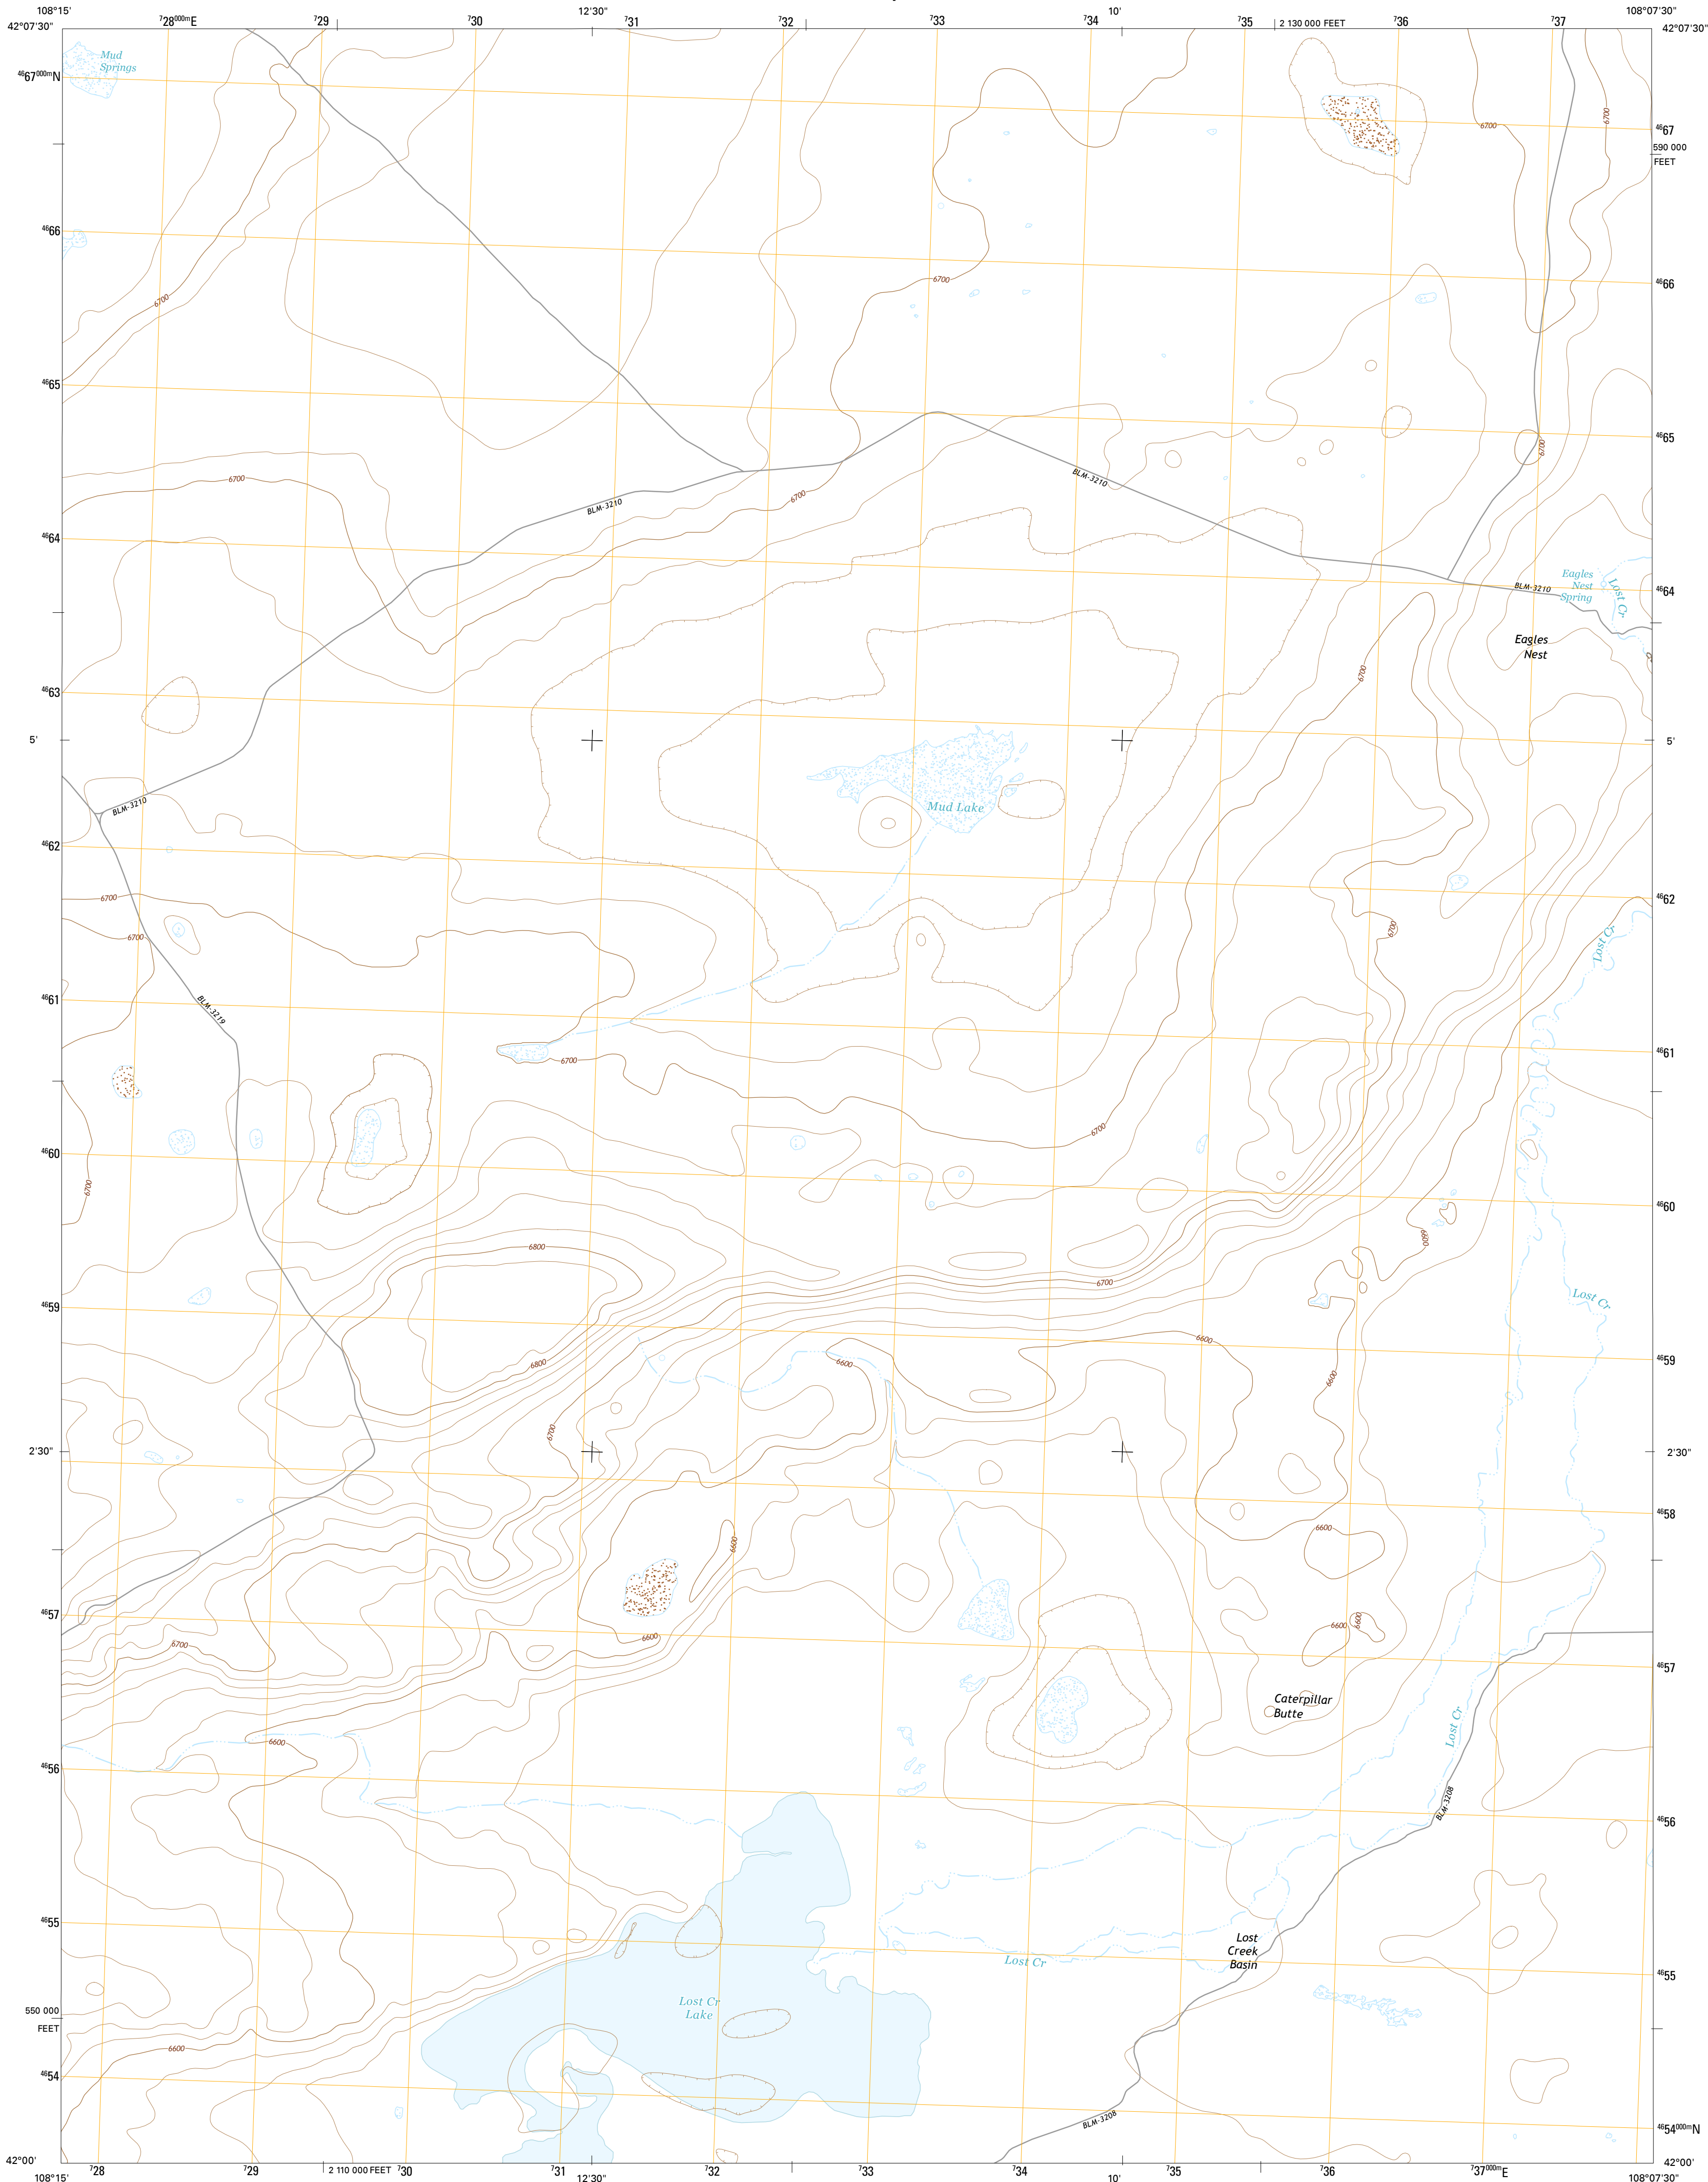 108°15'
⁷28⁰⁰⁰ᵐE
⁷29
⁷30
12'30"
⁷31
⁷32
⁷33
⁷34
10'
⁷35
2 130 000 FEET
⁷36
⁷37
108°07'30"
42°07'30"
42°07'30"
Mud
Springs
⁴⁶67⁰⁰⁰ᵐN
6700
6700
⁴⁶67
590 000
FEET
⁴⁶66
6700
6700
⁴⁶66
⁴⁶65
⁴⁶65
6700
6700
BLM-3210
6700
BLM-3210
⁴⁶64
BLM-3210
Eagles
Nest
Spring
Lost Cr
⁴⁶64
Eagles
Nest
6700
⁴⁶63
5'
5'
BLM-3210
Mud Lake
⁴⁶62
6700
⁴⁶62
6700
6700
Lost Cr
⁴⁶61
BLM-3219
6700
⁴⁶61
6700
⁴⁶60
6700
⁴⁶60
6600
6800
6700
Lost Cr
⁴⁶59
6600
6800
6600
⁴⁶59
6600
6700
2'30"
2'30"
⁴⁶58
6600
6600
⁴⁶57
6700
6600
6600
6600
⁴⁶57
Caterpillar
Butte
Lost Cr
6600
⁴⁶56
BLM-3208
⁴⁶56
⁴⁶55
Lost
Creek
Basin
Lost Cr
⁴⁶55
Lost Cr
Lake
550 000
FEET
6600
⁴⁶54
BLM-3208
⁴⁶54⁰⁰⁰ᵐN
42°00'
42°00'
108°15'
⁷28
⁷29
2 110 000 FEET
⁷30
⁷31
12'30"
⁷32
⁷33
⁷34
10'
⁷35
⁷36
⁷37⁰⁰⁰ᵐE
108°07'30"